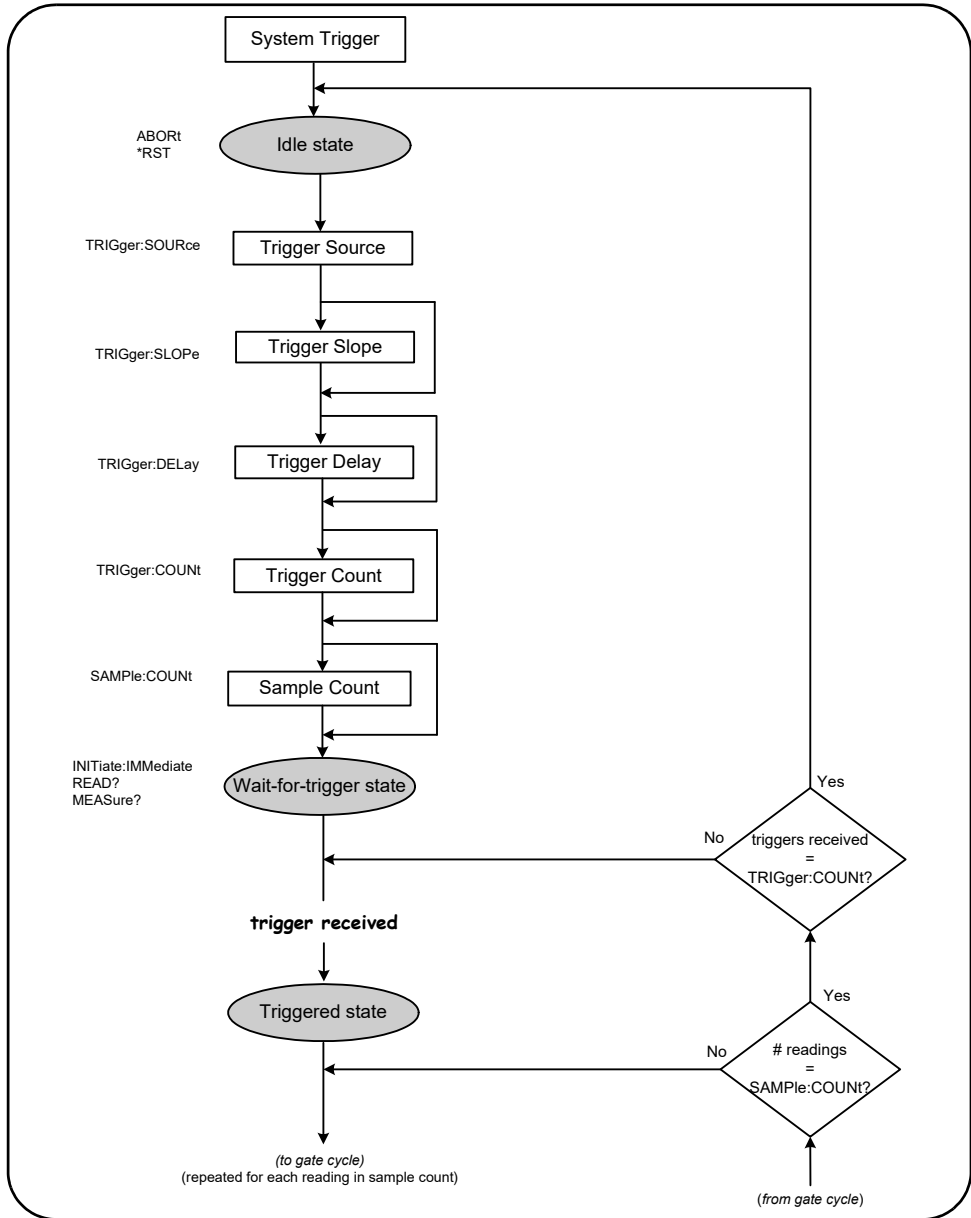 System Trigger
ABORt
*RST
Idle state
TRIGger:SOURce
Trigger Source
TRIGger:SLOPe
Trigger Slope
TRIGger:DELay
Trigger Delay
TRIGger:COUNt
Trigger Count
SAMPle:COUNt
Sample Count
INITiate:IMMediate
READ?
MEASure?
Wait-for-trigger state
Yes
No
triggers received
=
TRIGger:COUNt?
trigger received
Triggered state
Yes
No
# readings
=
SAMPle:COUNt?
(to gate cycle)
(repeated for each reading in sample count)
(from gate cycle)